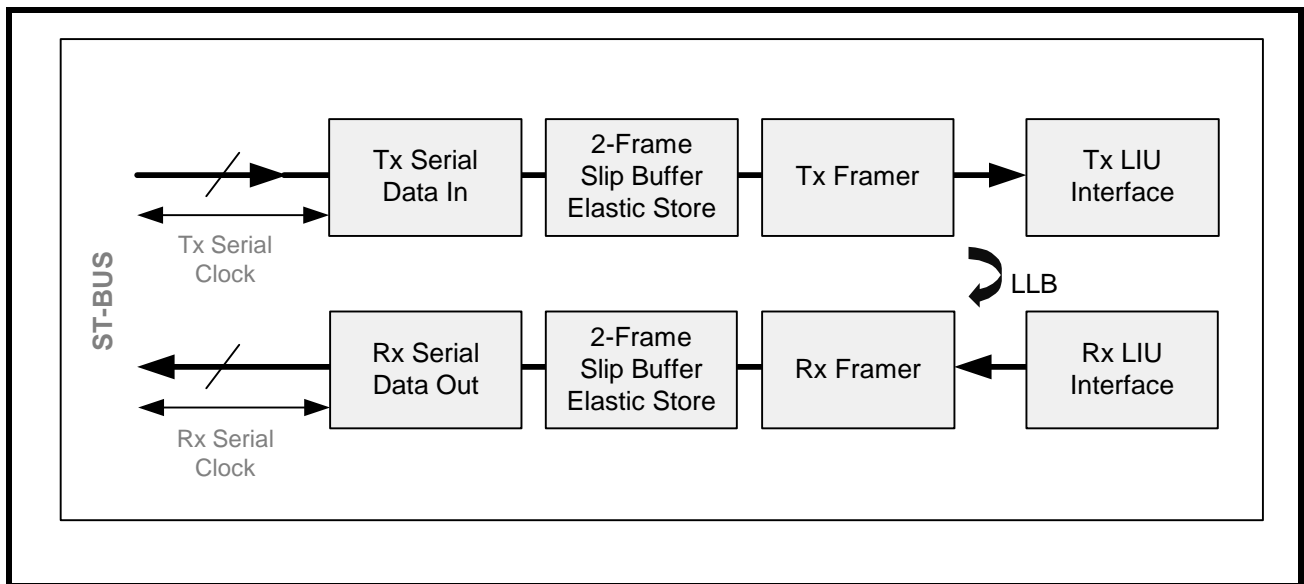 Tx Serial
Data In
2-Frame
Slip Buffer
Elastic Store
Tx Framer
Tx LIU
Interface
Tx Serial
Clock
ST-BUS
LLB
Rx Serial
Data Out
2-Frame
Slip Buffer
Elastic Store
Rx Framer
Rx LIU
Interface
Rx Serial
Clock